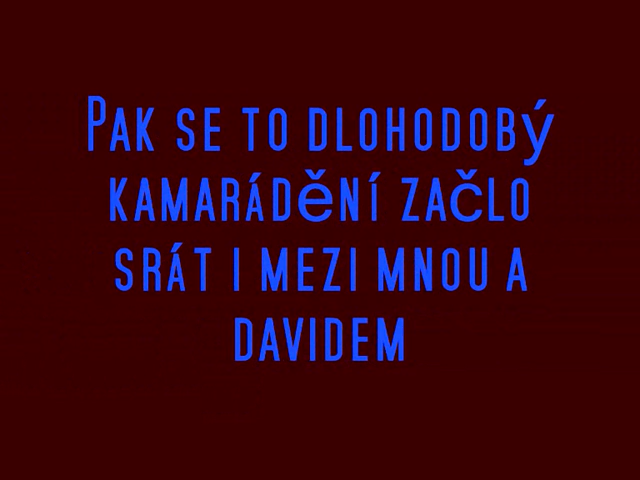 Pak se to dlohodobý
kamarádění začlo
srát i mezi mnou a
davidem